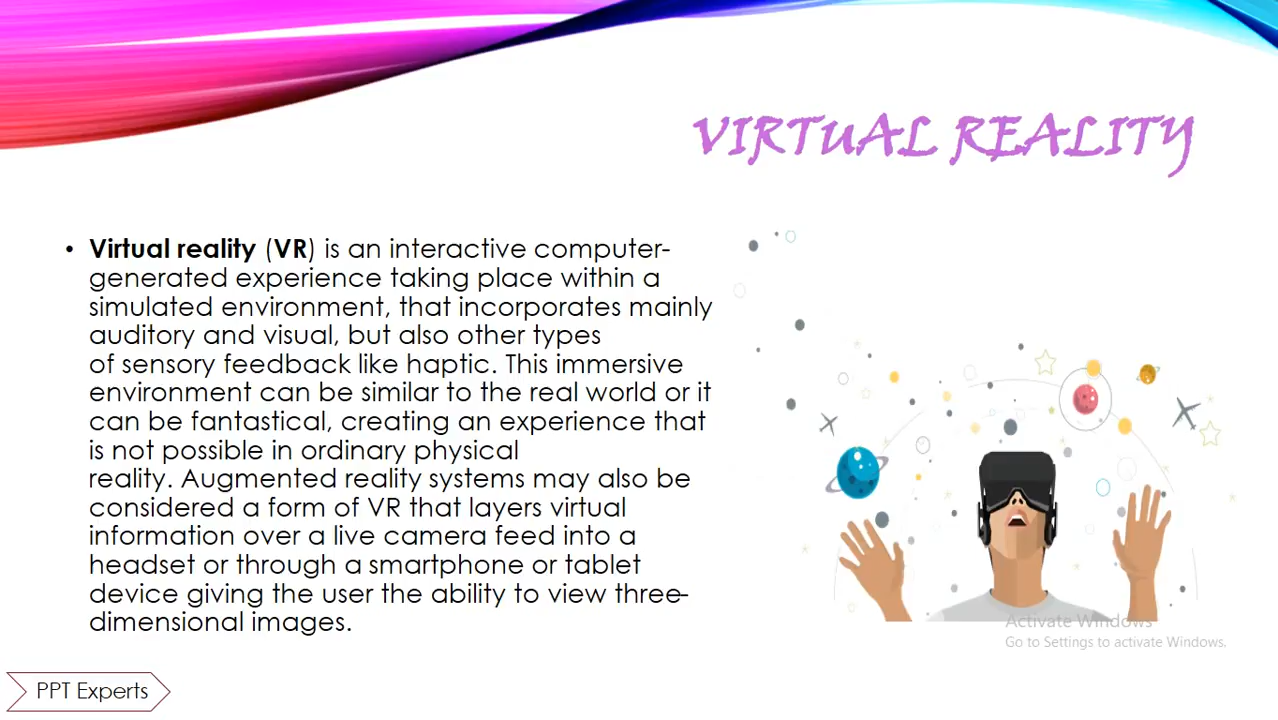 VIRTUAL REALITY
• Virtual reality (VR) is an interactive computer-
generated experience taking place within a
simulated environment, that incorporates mainly
auditory and visual, but also other types
of sensory feedback like haptic. This immersive
environment can be similar to the real world or it
can be fantastical, creating an experience that
is not possible in ordinary physical
reality. Augmented reality systems may also be
considered a form of VR that layers virtual
information over a live camera feed into a
headset or through a smartphone or tablet
device giving the user the ability to view three-
dimensional images.
Activate Windows
Go to Settings to activate Windows.
PPT Experts